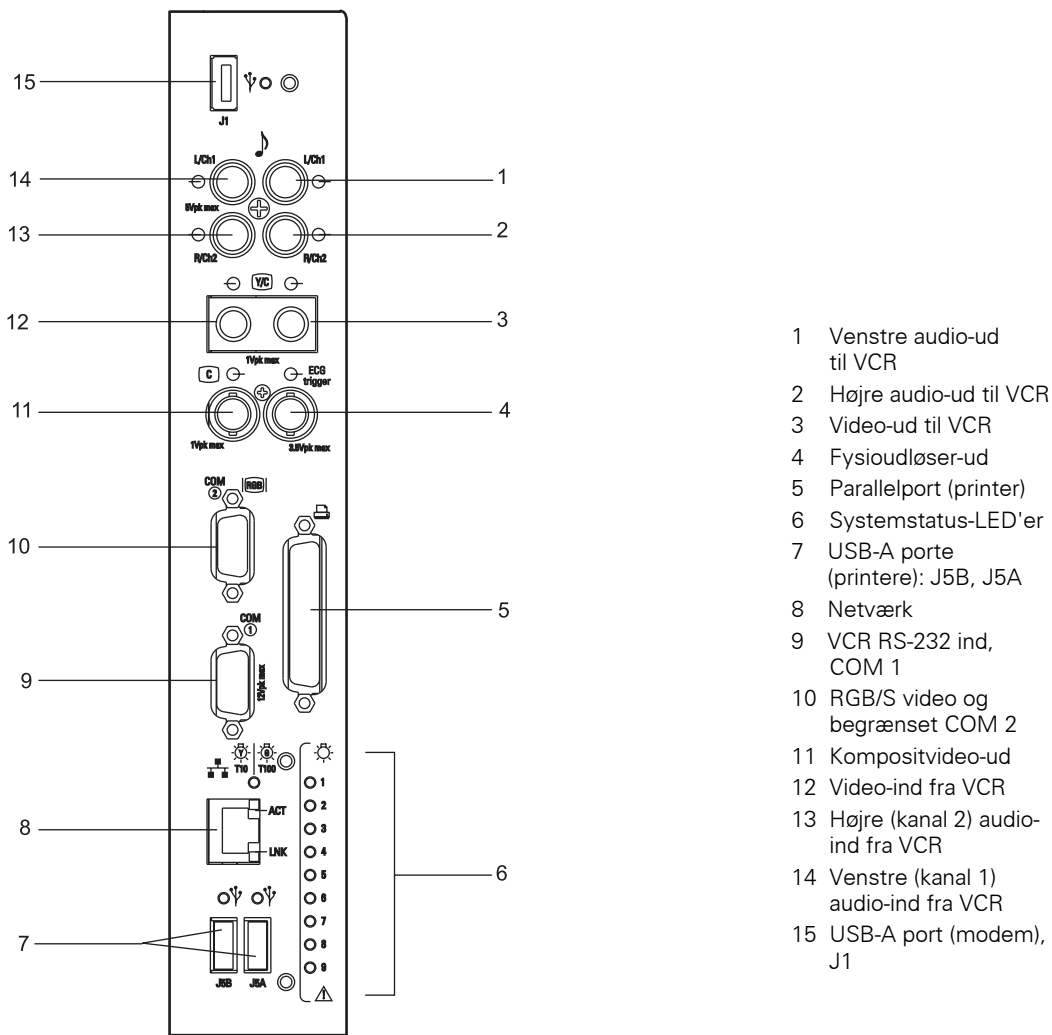 15
J1
L/Ch1 L/Ch1
14 1
5Vpk max
13 2
R/Ch2 R/Ch2
Y/C
12 3
1Vpk max
C ECG
trigger
11 4
1Vpk max 3.5Vpk max
COM
2 RGB
10
5
COM
1
9
12Vpk max
Y G
T10 T100
1
2
ACT
3
8
LNK 4
5
6
6
7
7
8
9
J5B J5A
!
1 Venstre audio-ud
til VCR
2 Højre audio-ud til VCR
3 Video-ud til VCR
4 Fysioudløser-ud
5 Parallelport (printer)
6 Systemstatus-LED'er
7 USB-A porte
(printere): J5B, J5A
8 Netværk
9 VCR RS-232 ind,
COM 1
10 RGB/S video og
begrænset COM 2
11 Kompositvideo-ud
12 Video-ind fra VCR
13 Højre (kanal 2) audio-
ind fra VCR
14 Venstre (kanal 1)
audio-ind fra VCR
15 USB-A port (modem),
J1